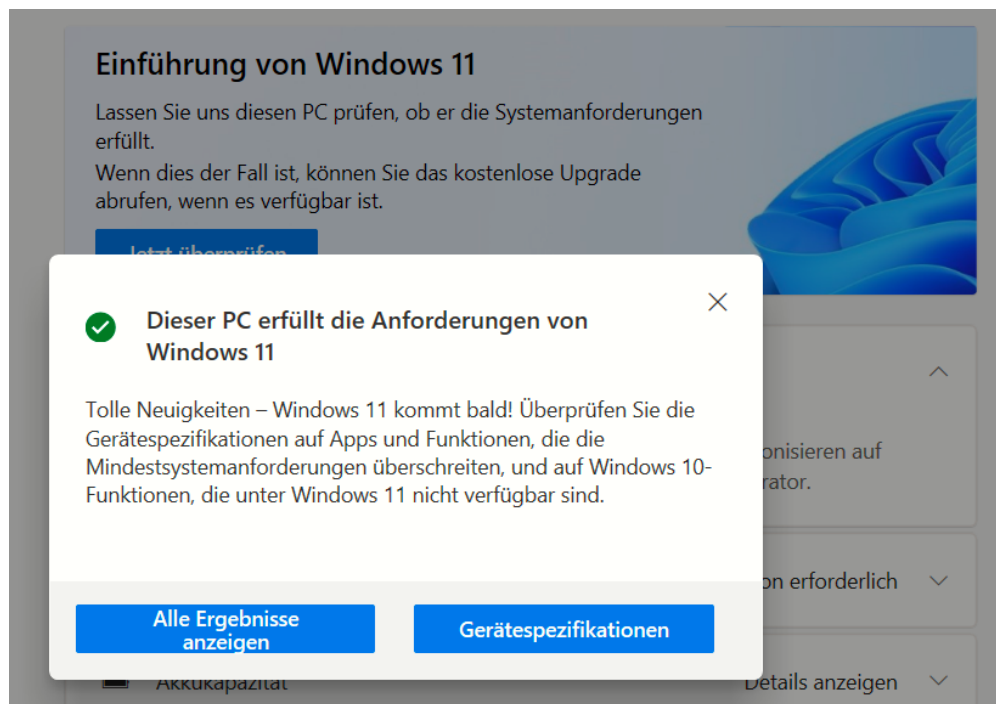 Einführung von Windows 11
Lassen Sie uns diesen PC prüfen, ob er die Systemanforderungen
erfüllt.
Wenn dies der Fall ist, können Sie das kostenlose Upgrade
abrufen, wenn es verfügbar ist.
Jetzt überprüfen
Dieser PC erfüllt die Anforderungen von
Windows 11
Tolle Neuigkeiten – Windows 11 kommt bald! Überprüfen Sie die
Gerätespezifikationen auf Apps und Funktionen, die die
Mindestsystemanforderungen überschreiten, und auf Windows 10-
Funktionen, die unter Windows 11 nicht verfügbar sind.
onisieren auf
rator.
on erforderlich
Alle Ergebnisse
anzeigen
Gerätespezifikationen
Akkukapazität
Details anzeigen